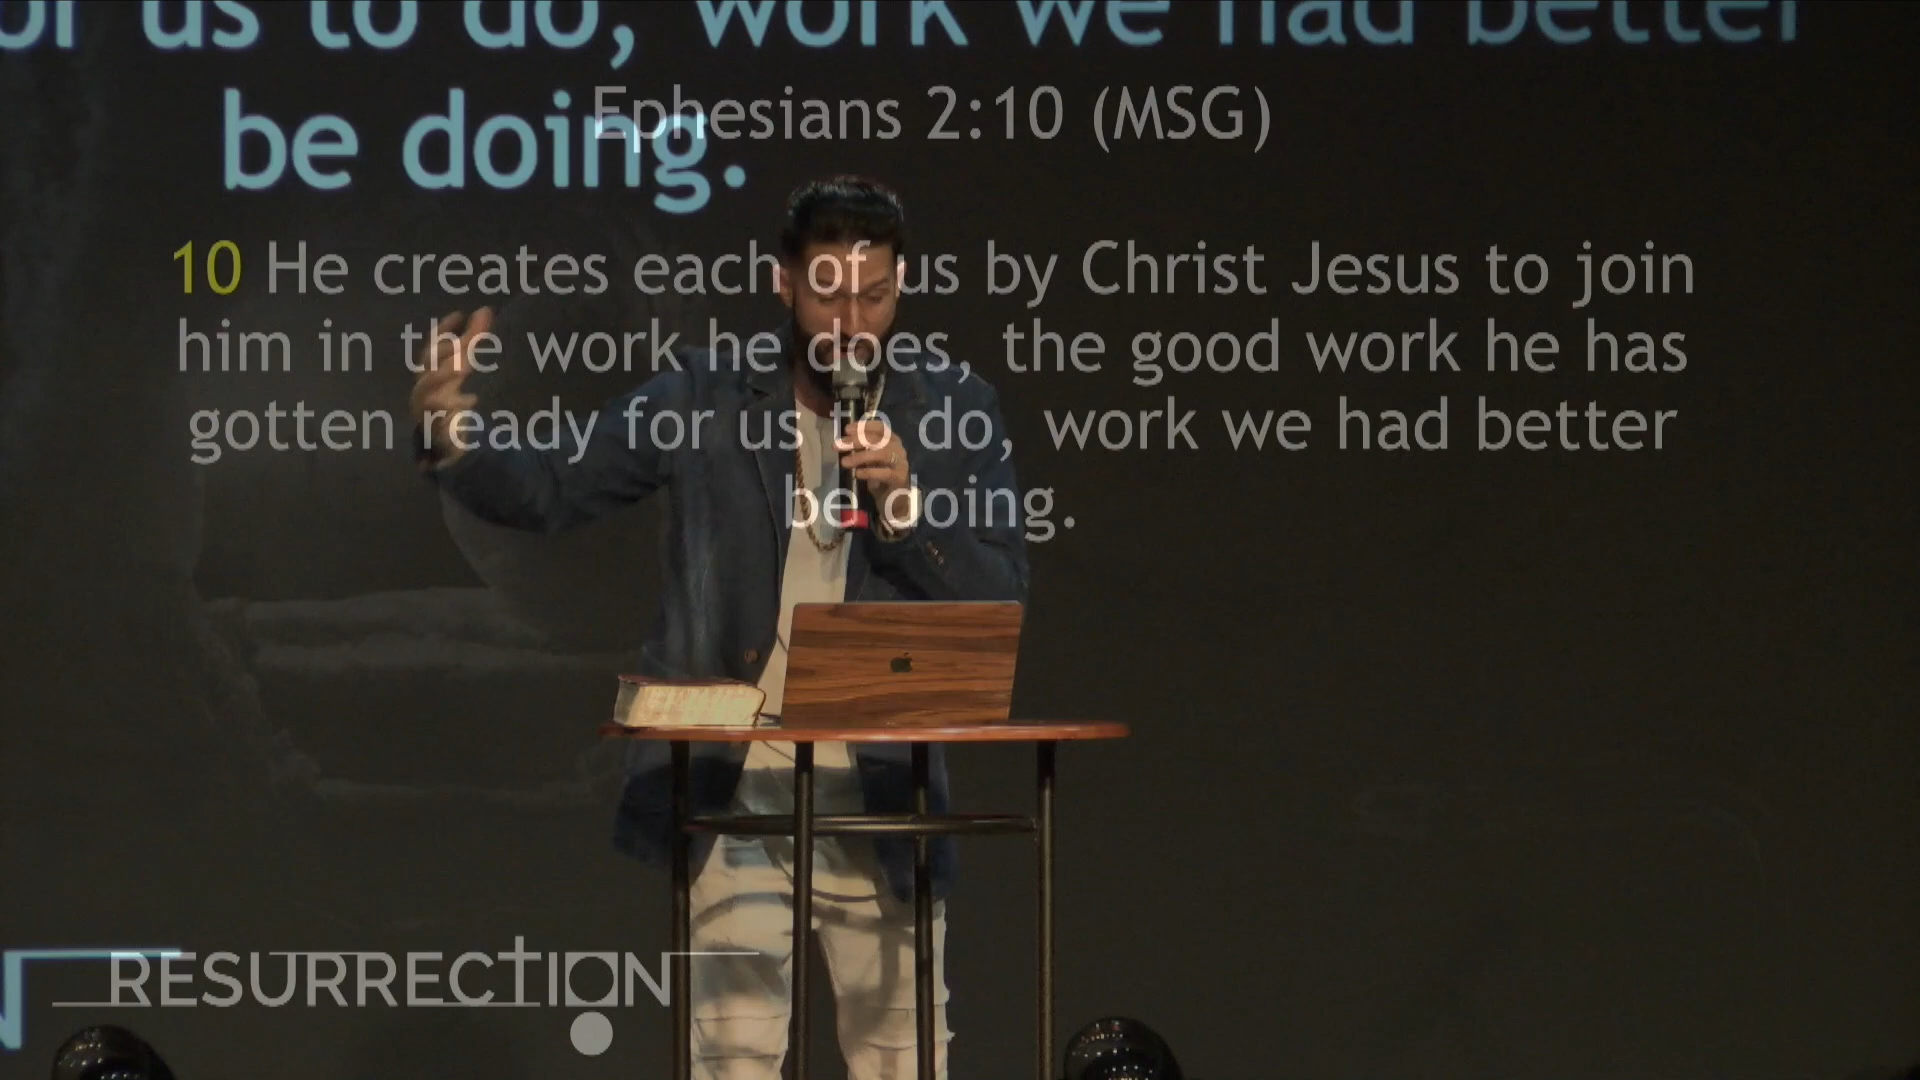 for us to do, work we had better
be doing.
Ephesians 2:10 (MSG)
10 He creates each of us by Christ Jesus to join
him in the work he does, the good work he has
gotten ready for us to do, work we had better
be doing.
RESURRECTION
N